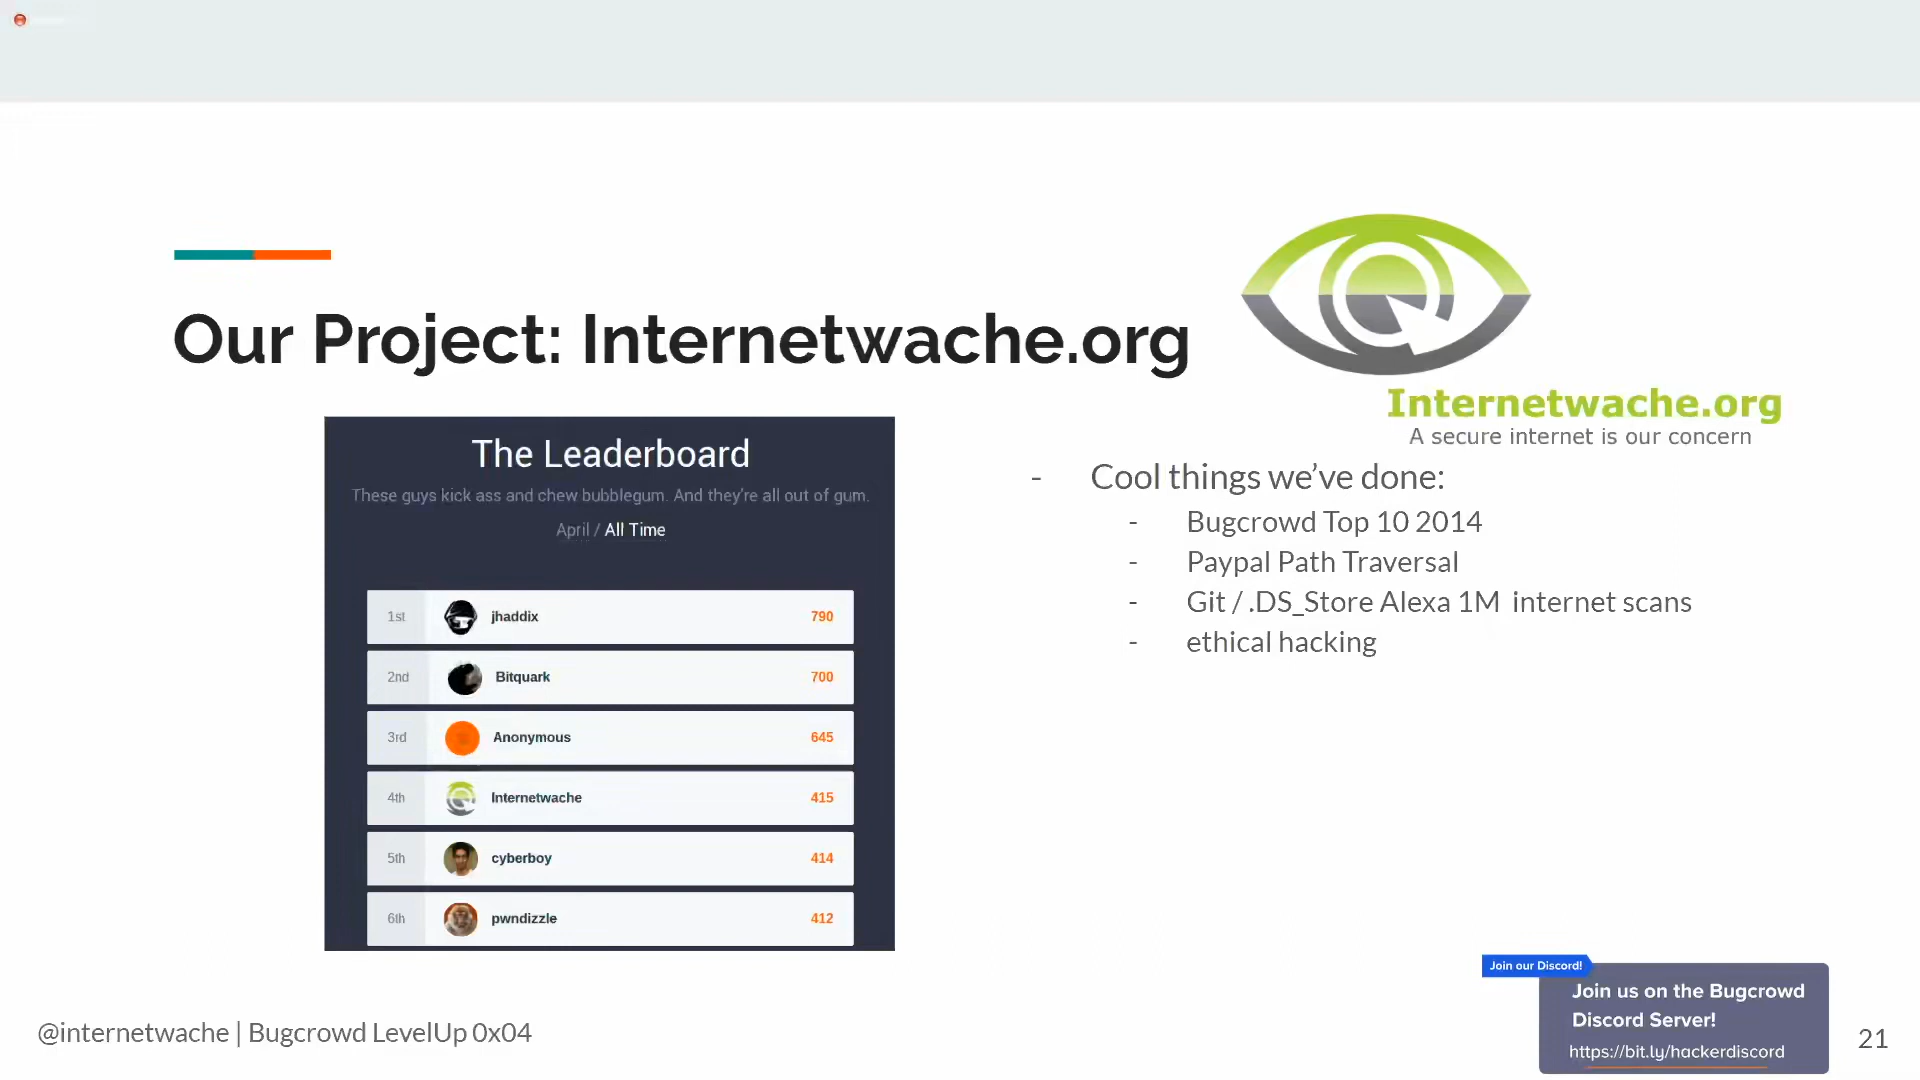 Our Project: Internetwache.org
Internetwache.org
A secure internet is our concern
The Leaderboard
These guys kick ass and chew bubblegum. And they're all out of gum.
April / All Time
1st jhaddix 790
2nd Bitquark 700
3rd Anonymous 645
4th Internetwache 415
5th cyberboy 414
6th pwndizzle 412
- Cool things we've done:
- Bugcrowd Top 10 2014
- Paypal Path Traversal
- Git / .DS_Store Alexa 1M internet scans
- ethical hacking
Join our Discord!
Join us on the Bugcrowd
Discord Server!
https://bit.ly/hackerdiscord
@internetwache | Bugcrowd LevelUp 0x04
21